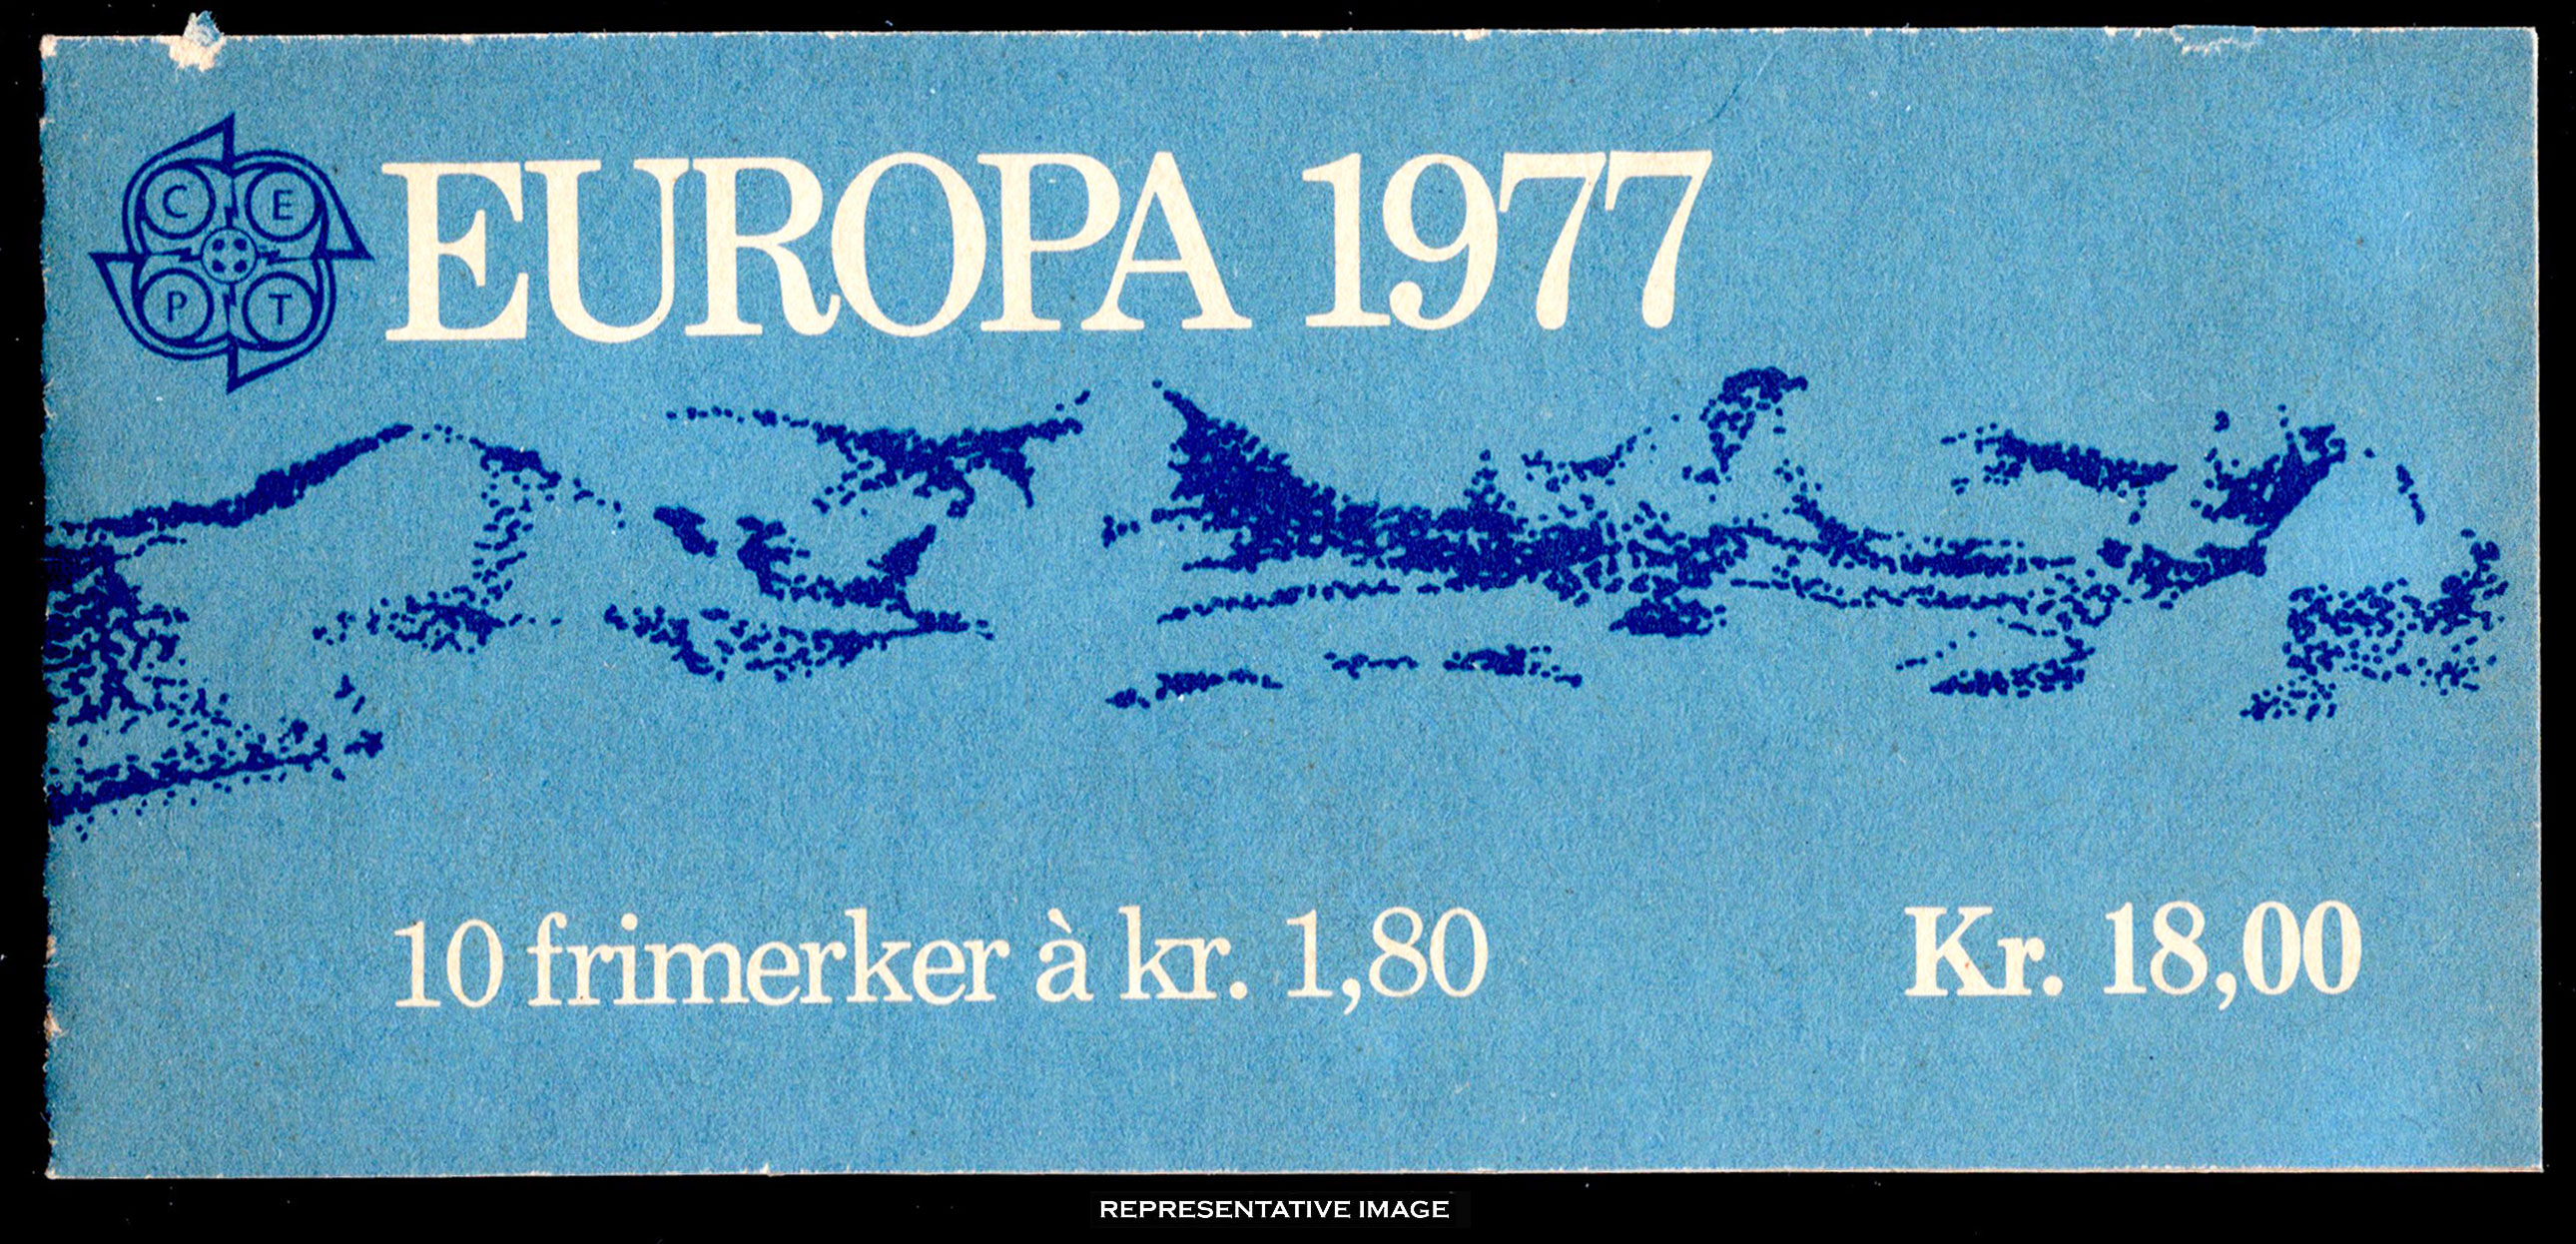 C E
P T
EUROPA 1977
10 frimerker à kr. 1,80
Kr. 18,00
REPRESENTATIVE IMAGE